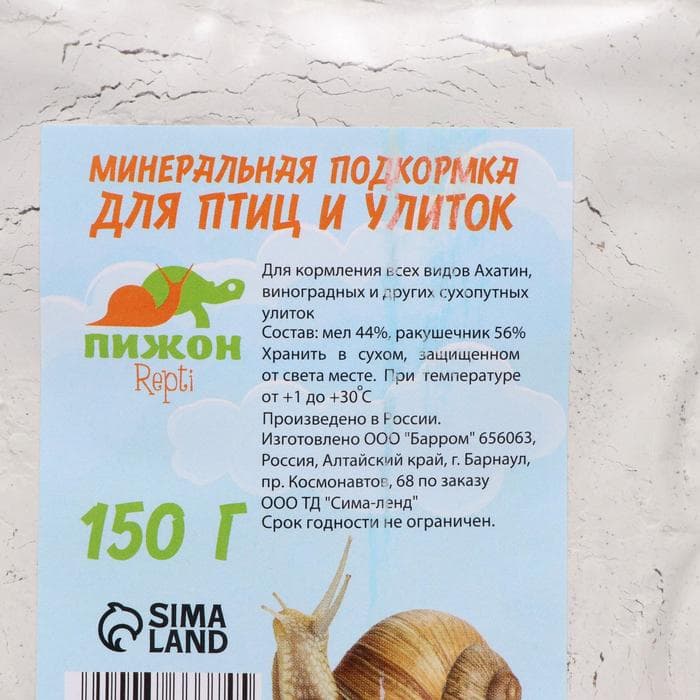 МИНЕРАЛЬНАЯ ПОДКОРМКА
ДЛЯ ПТИЦ И УЛИТОК
ПИЖОН
Repti
Для кормления всех видов Ахатин,
виноградных и других сухопутных
улиток
Состав: мел 44%, ракушечник 56%
Хранить в сухом, защищенном
от света месте. При температуре
от +1 до +30°С
Произведено в России.
Изготовлено ООО "Барром" 656063,
Россия, Алтайский край, г. Барнаул,
пр. Космонавтов, 68 по заказу
ООО ТД "Сима-ленд"
Срок годности не ограничен.
150 Г
SIMA
LAND